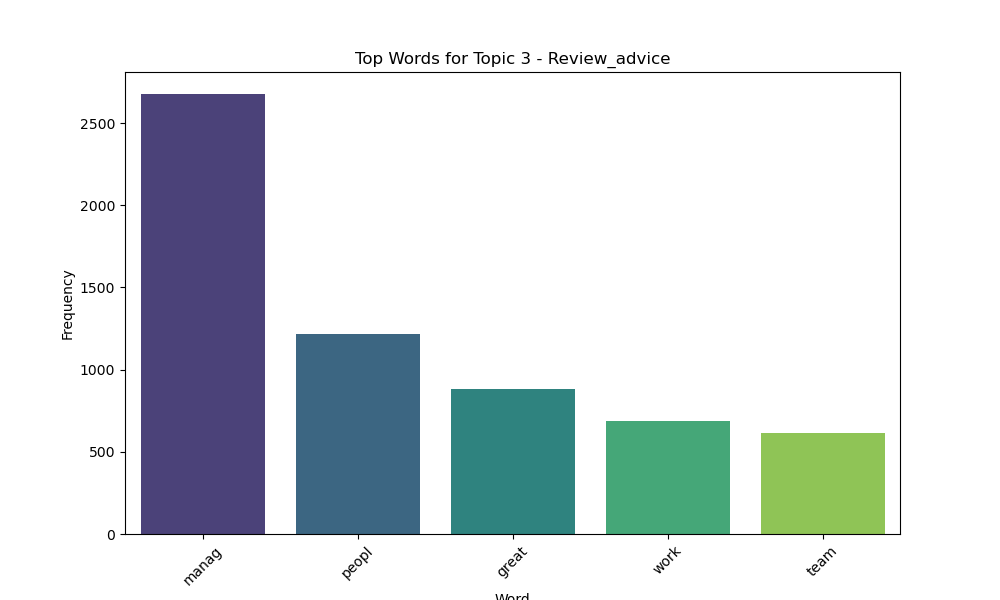 Top Words for Topic 3 - Review_advice
Frequency
2500
2000
1500
1000
500
0
manag
peopl
great
work
team
Word